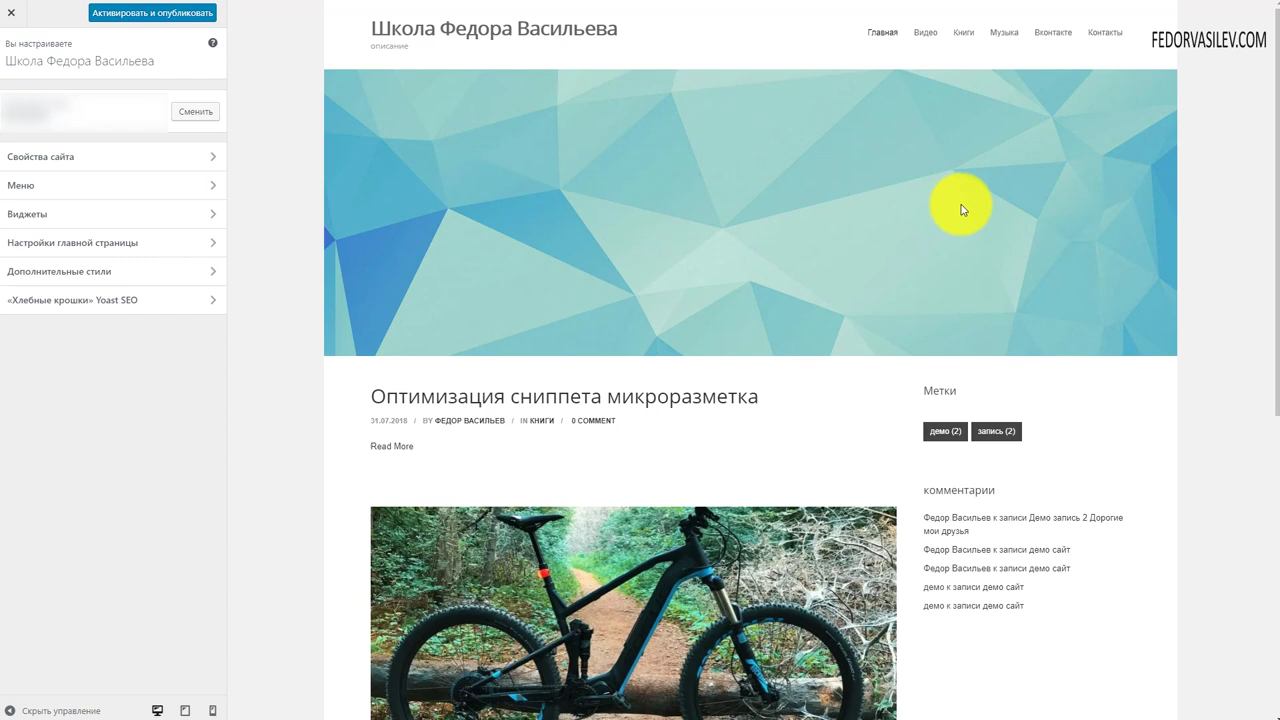 Активировать и опубликовать
Вы настраиваете
Школа Федора Васильева
Сменить
Свойства сайта
Меню
Виджеты
Настройки главной страницы
Дополнительные стили
«Хлебные крошки» Yoast SEO
Скрыть управление
Школа Федора Васильева
описание
Главная Видео Книги Музыка Вконтакте Контакты
FEDORVASILEV.COM
Оптимизация сниппета микроразметка
31.07.2018 / BY ФЕДОР ВАСИЛЬЕВ / IN КНИГИ / 0 COMMENT
Read More
Метки
демо (2) запись (2)
комментарии
Федор Васильев к записи Демо запись 2 Дорогие
мои друзья
Федор Васильев к записи демо сайт
Федор Васильев к записи демо сайт
демо к записи демо сайт
демо к записи демо сайт